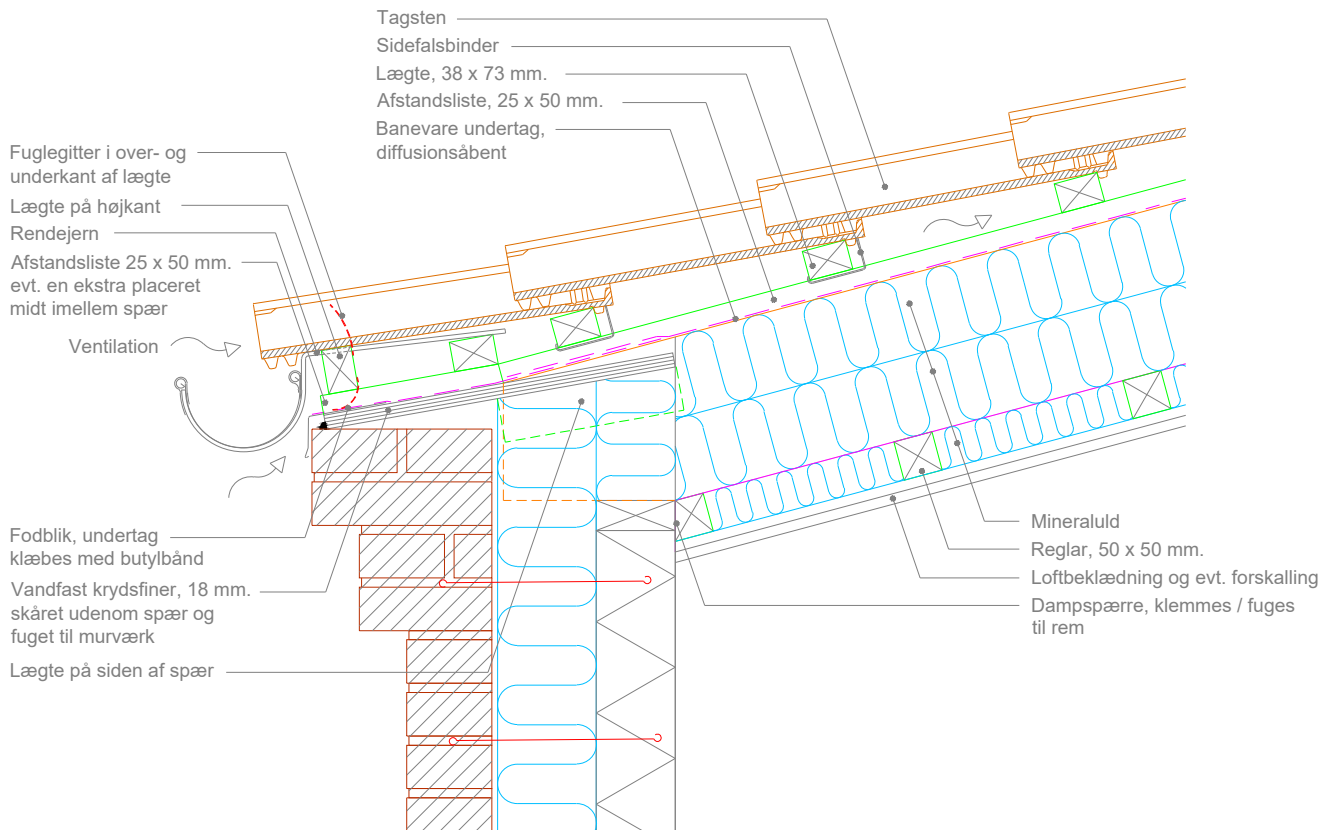 Tagsten
Sidefalsbinder
Lægte, 38 x 73 mm.
Afstandsliste, 25 x 50 mm.
Banevare undertag,
diffusionsåbent
Fuglegitter i over- og
underkant af lægte
Lægte på højkant
Rendejern
Afstandsliste 25 x 50 mm.
evt. en ekstra placeret
midt imellem spær
Ventilation
Fodblik, undertag
klæbes med butylbånd
Vandfast krydsfiner, 18 mm.
skåret udenom spær og
fuget til murværk
Lægte på siden af spær
Mineraluld
Reglar, 50 x 50 mm.
Loftbeklædning og evt. forskalling
Dampspærre, klemmes / fuges
til rem